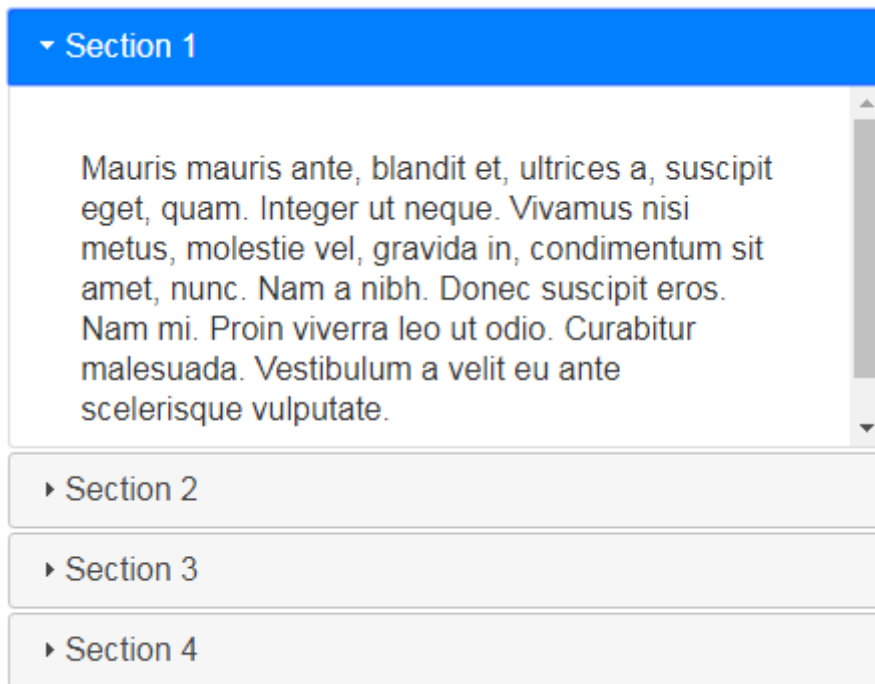 Section 1
Mauris mauris ante, blandit et, ultrices a, suscipit
eget, quam. Integer ut neque. Vivamus nisi
metus, molestie vel, gravida in, condimentum sit
amet, nunc. Nam a nibh. Donec suscipit eros.
Nam mi. Proin viverra leo ut odio. Curabitur
malesuada. Vestibulum a velit eu ante
scelerisque vulputate.
Section 2
Section 3
Section 4